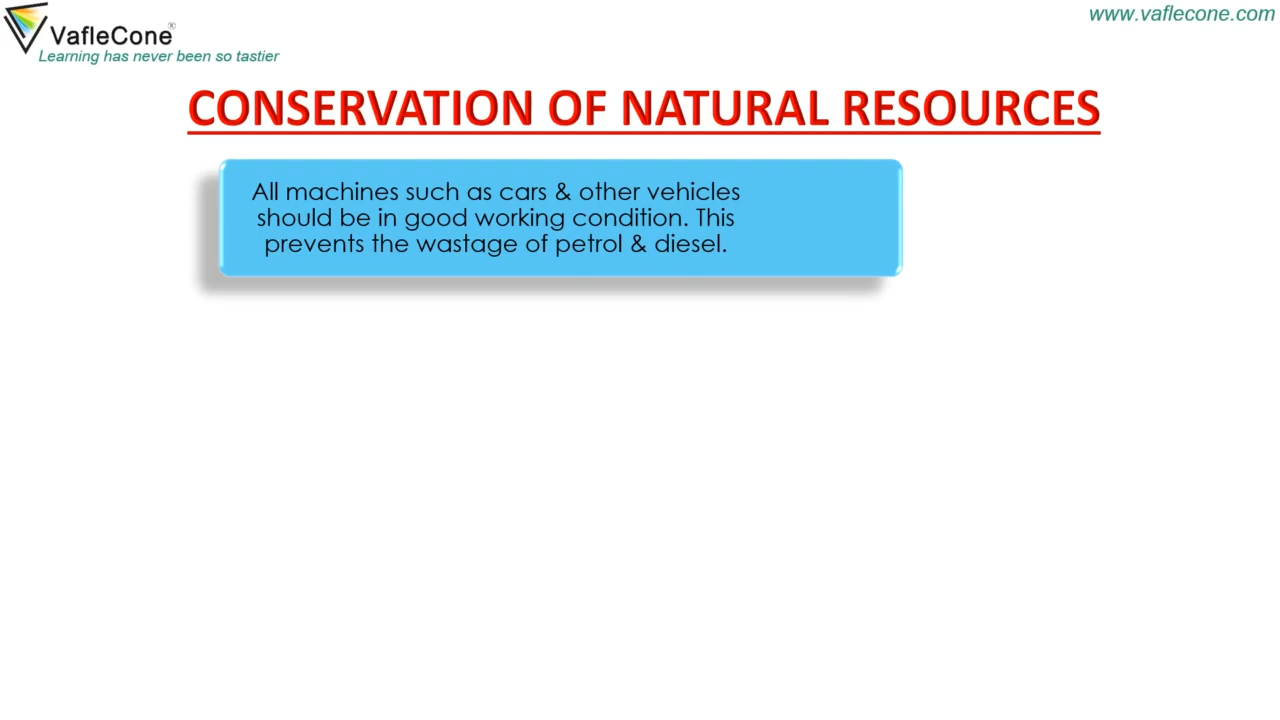 VafleCone®
Learning has never been so tastier
www.vaflecone.com
CONSERVATION OF NATURAL RESOURCES
All machines such as cars & other vehicles
should be in good working condition. This
prevents the wastage of petrol & diesel.